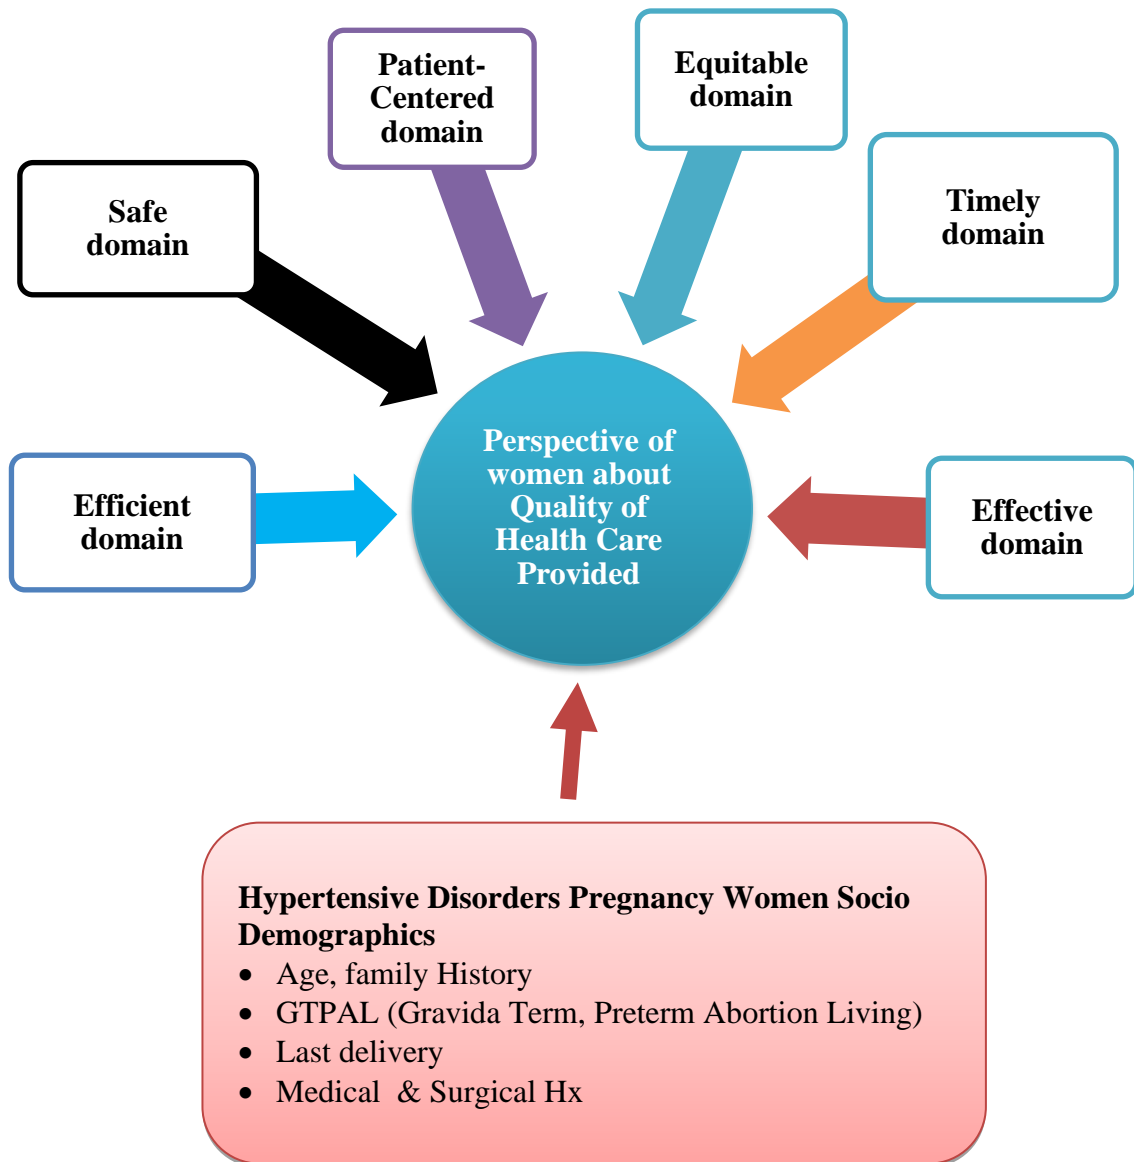 Patient-
Centered
domain
Equitable
domain
Safe
domain
Timely
domain
Efficient
domain
Perspective of
women about
Quality of
Health Care
Provided
Effective
domain
Hypertensive Disorders Pregnancy Women Socio
Demographics
• Age, family History
• GTPAL (Gravida Term, Preterm Abortion Living)
• Last delivery
• Medical & Surgical Hx